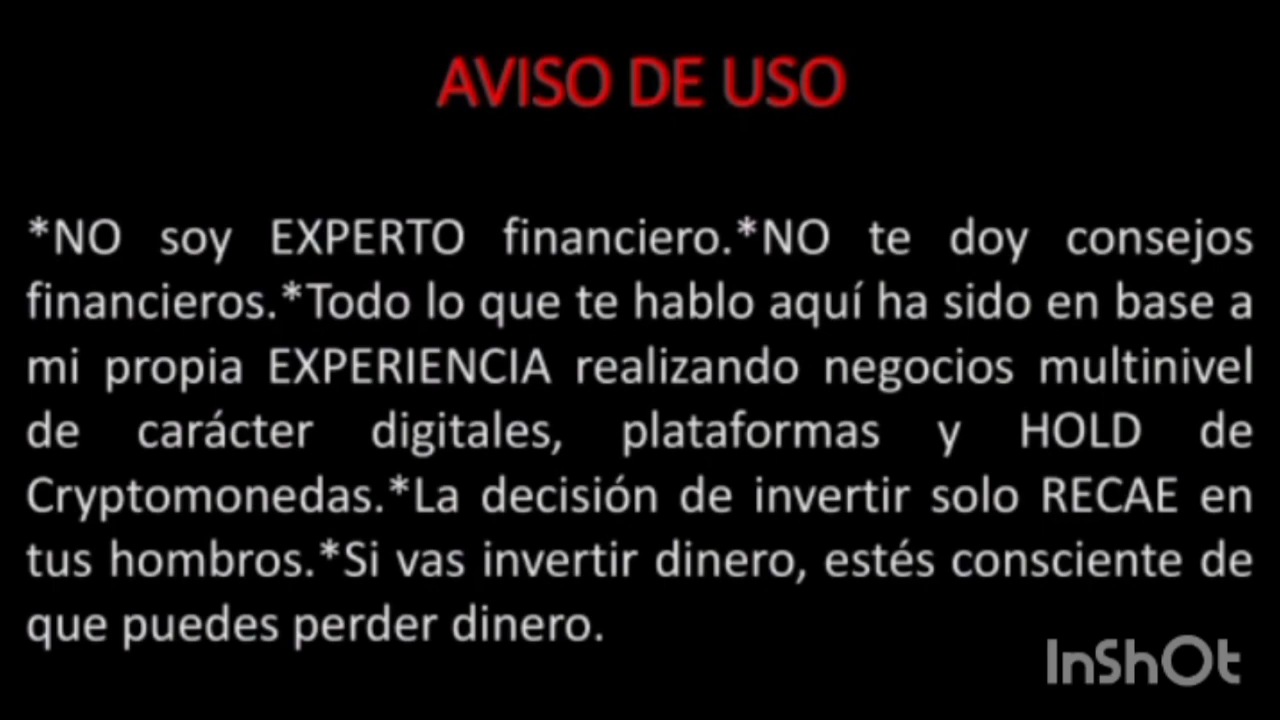 AVISO DE USO
*NO soy EXPERTO financiero.*NO te doy consejos
financieros.*Todo lo que te hablo aquí ha sido en base a
mi propia EXPERIENCIA realizando negocios multinivel
de carácter digitales, plataformas y HOLD de
Cryptomonedas.*La decisión de invertir solo RECAE en
tus hombros.*Si vas invertir dinero, estés consciente de
que puedes perder dinero.
InShOt